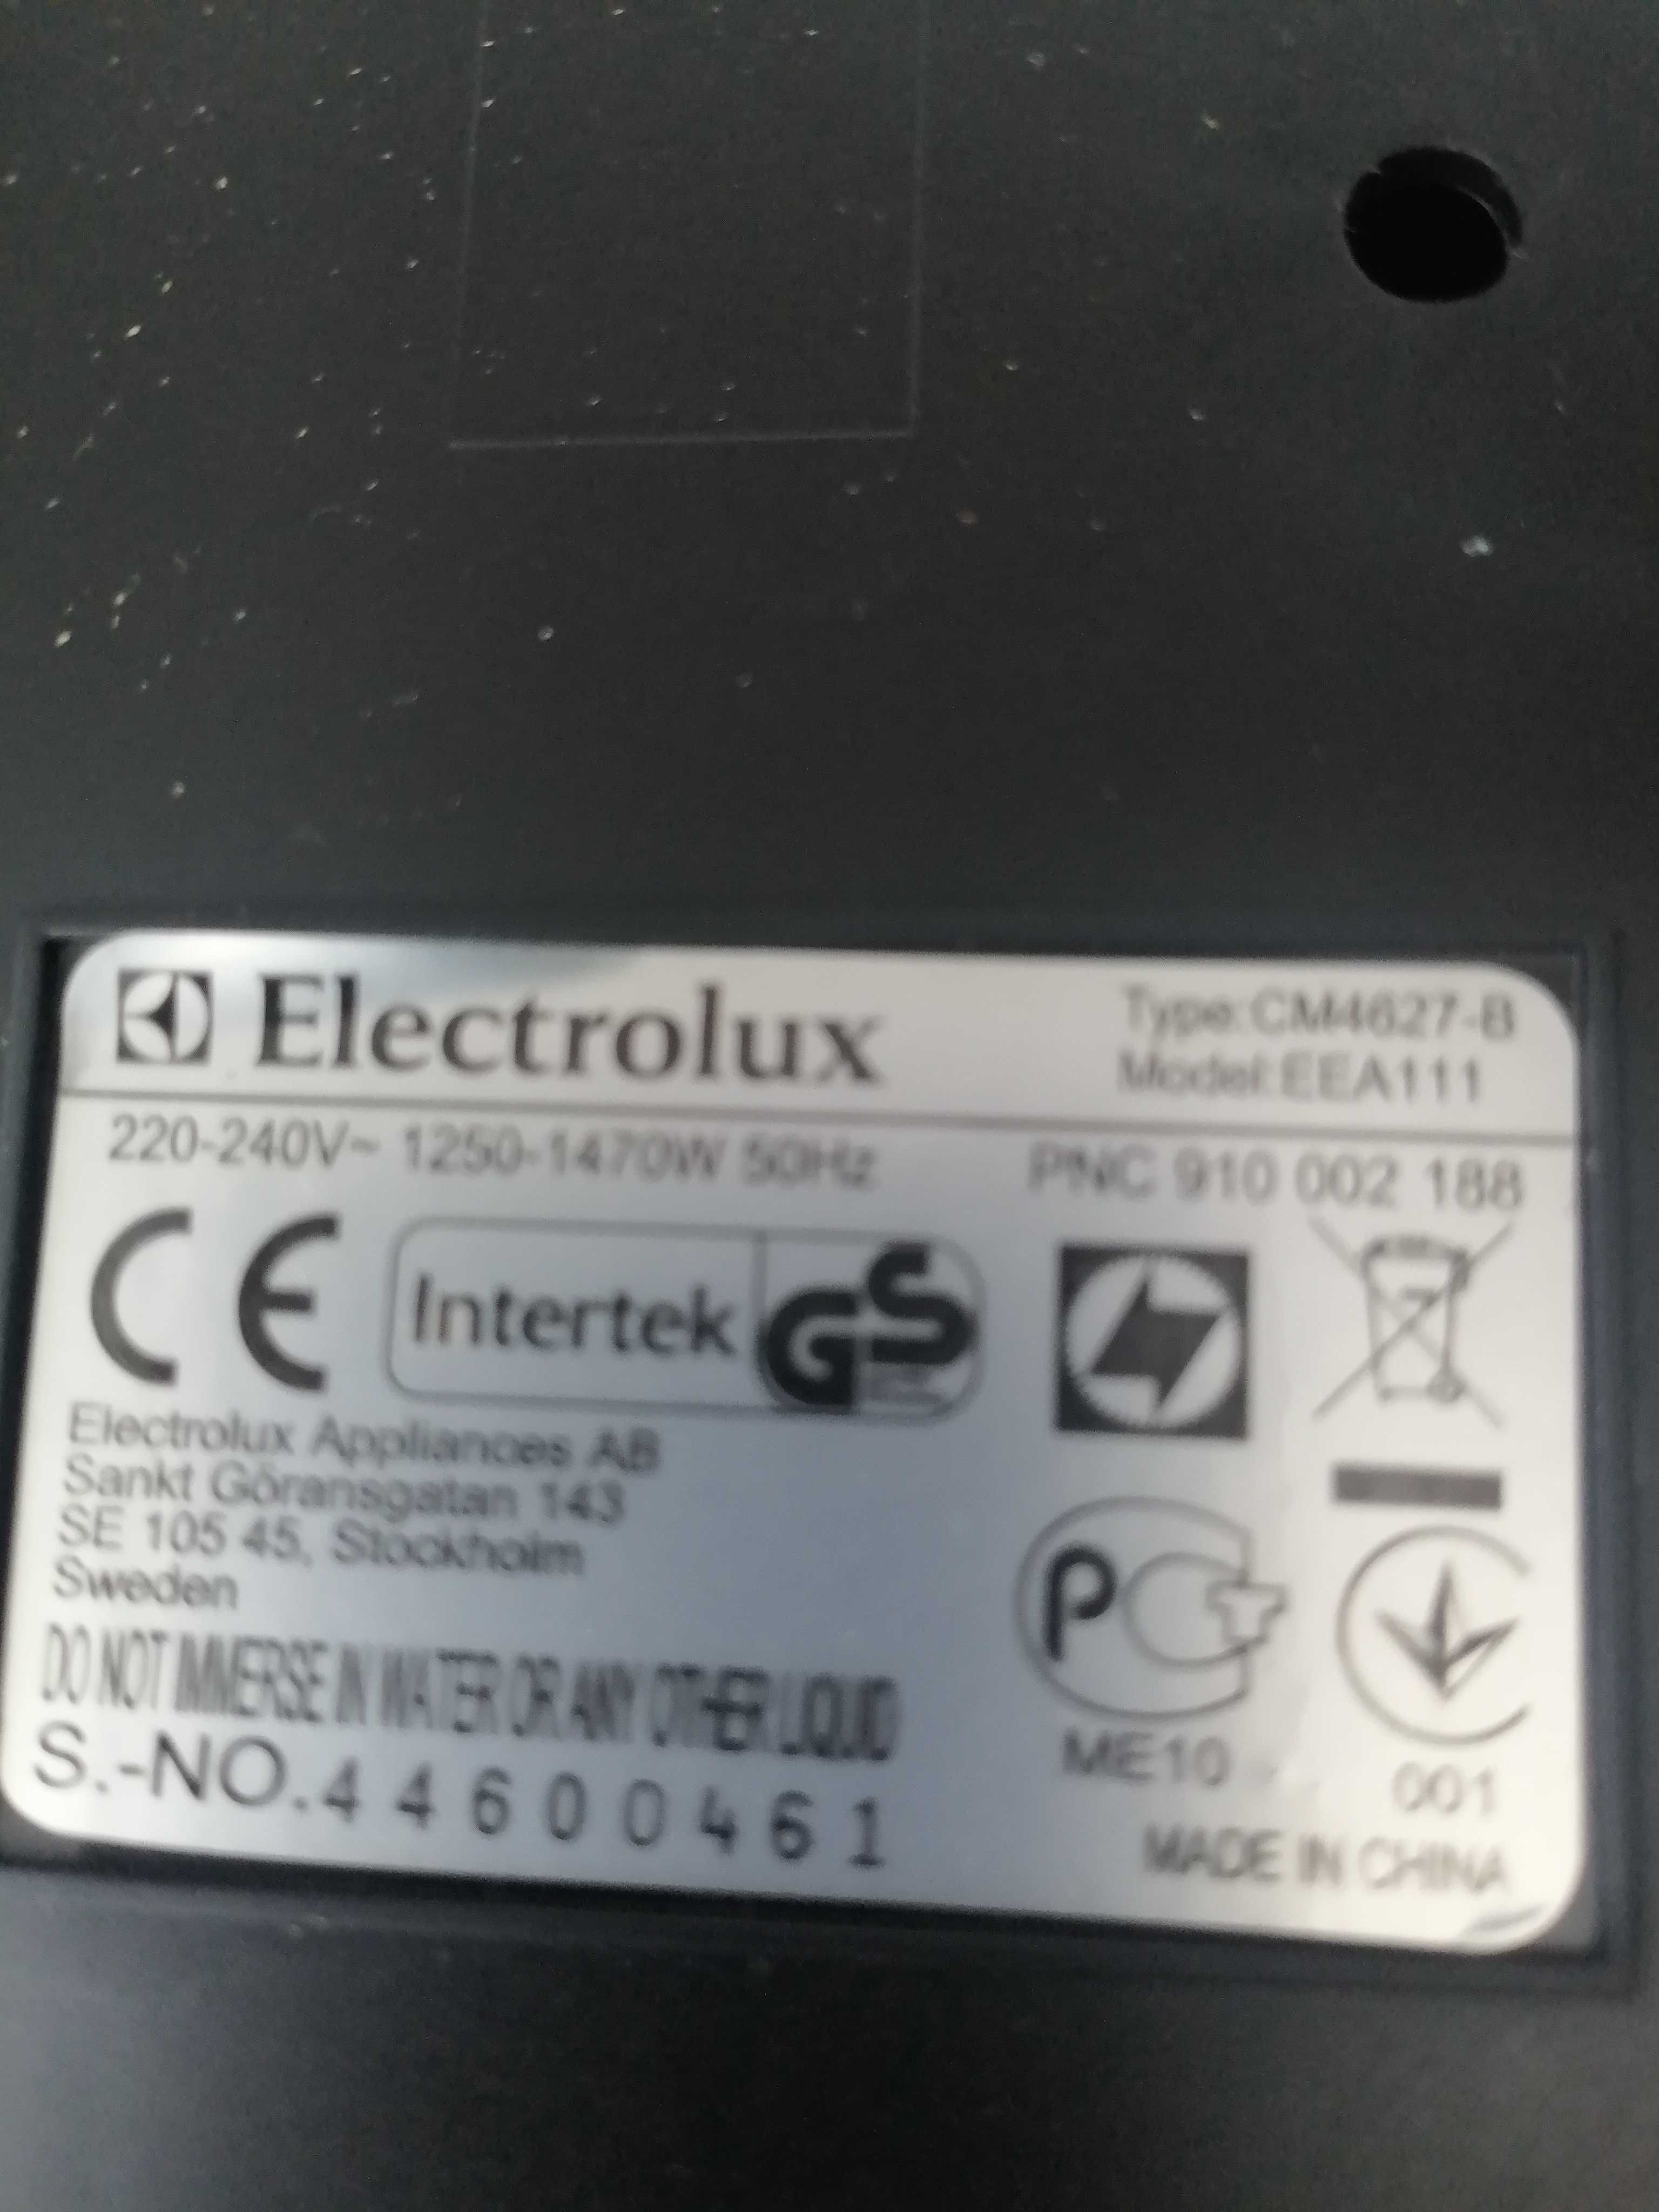 Electrolux
Type:CM4627-B
Model:EEA111
220-240V~ 1250-1470W 50Hz
PNC 910 002 188
CE
Intertek GS
Electrolux Appliances AB
Sankt Göransgatan 143
SE 105 45, Stockholm
Sweden
DO NOT IMMERSE IN WATER OR ANY OTHER LIQUID
S.-NO.44600461
PC
ME10
001
MADE IN CHINA